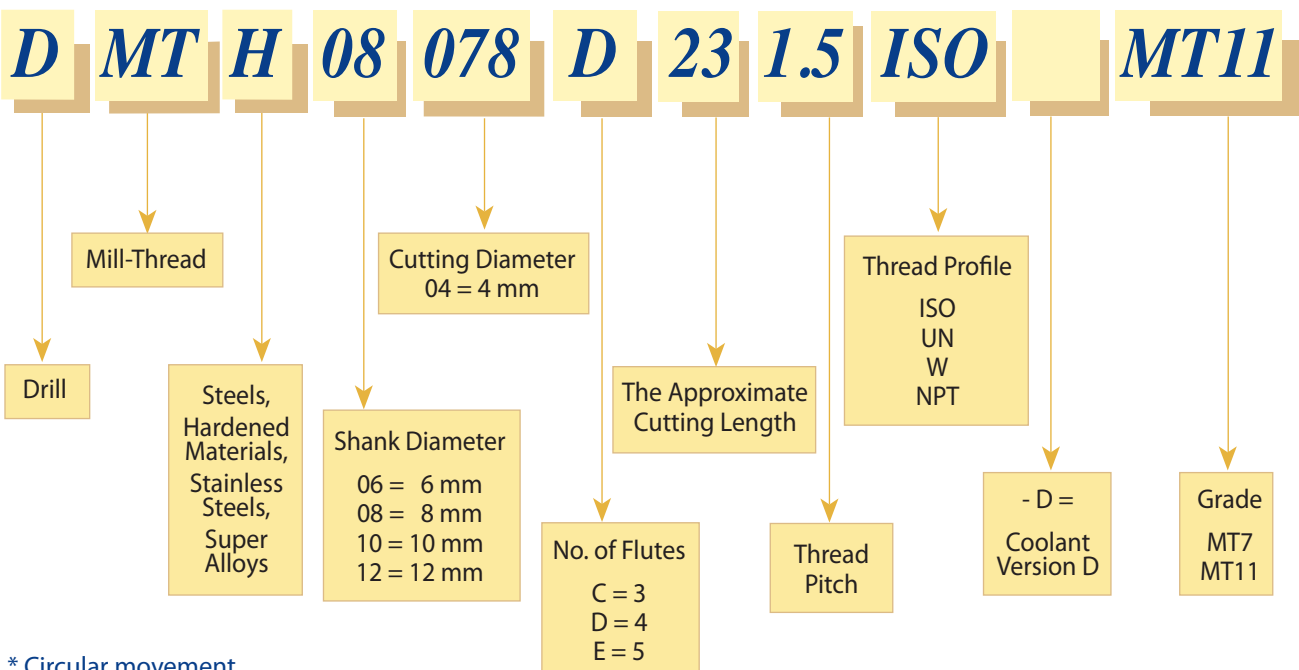 D MT H 08 078 D 23 1.5 ISO MT11
Mill-Thread
Cutting Diameter
04 = 4 mm
Thread Profile
ISO
UN
W
NPT
Drill
Steels,
Hardened
Materials,
Stainless
Steels,
Super
Alloys
Shank Diameter
06 = 6 mm
08 = 8 mm
10 = 10 mm
12 = 12 mm
The Approximate
Cutting Length
No. of Flutes
C = 3
D = 4
E = 5
Thread
Pitch
- D =
Coolant
Version D
Grade
MT7
MT11
* Circular movement